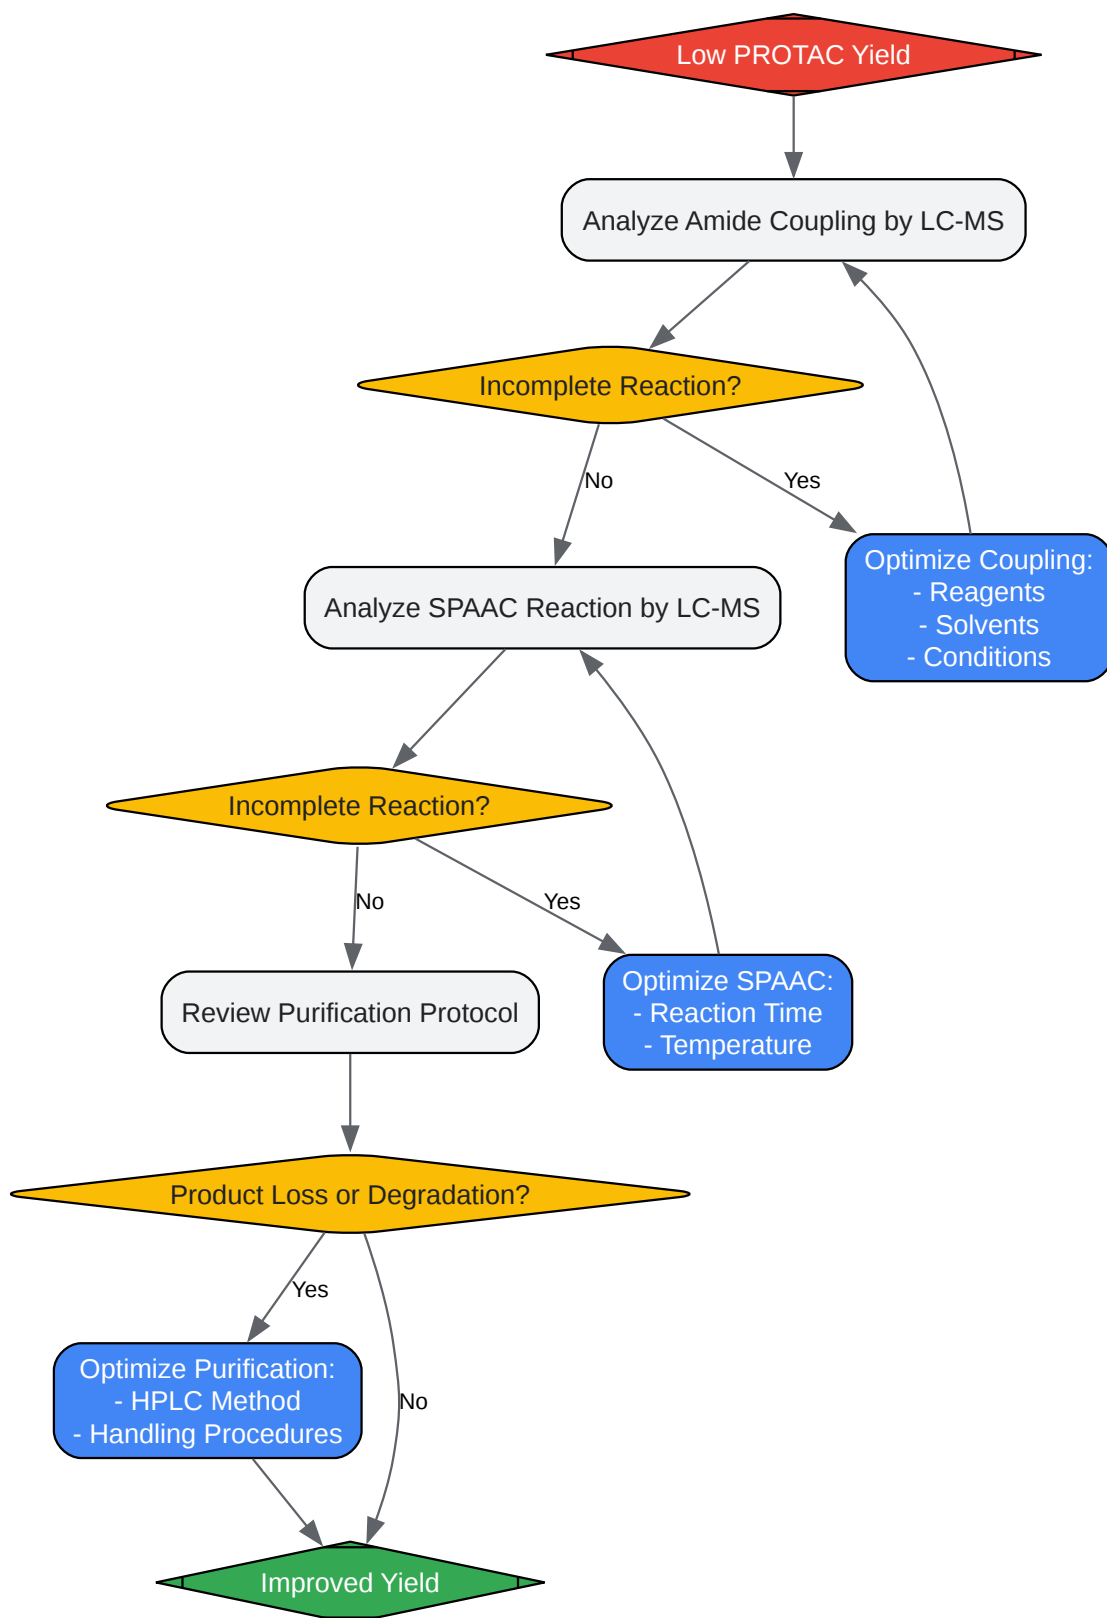 Low PROTAC Yield
Analyze Amide Coupling by LC-MS
Incomplete Reaction?
No
Yes
Optimize Coupling:
- Reagents
- Solvents
- Conditions
Analyze SPAAC Reaction by LC-MS
Incomplete Reaction?
No
Yes
Optimize SPAAC:
- Reaction Time
- Temperature
Review Purification Protocol
Product Loss or Degradation?
Yes
No
Optimize Purification:
- HPLC Method
- Handling Procedures
Improved Yield